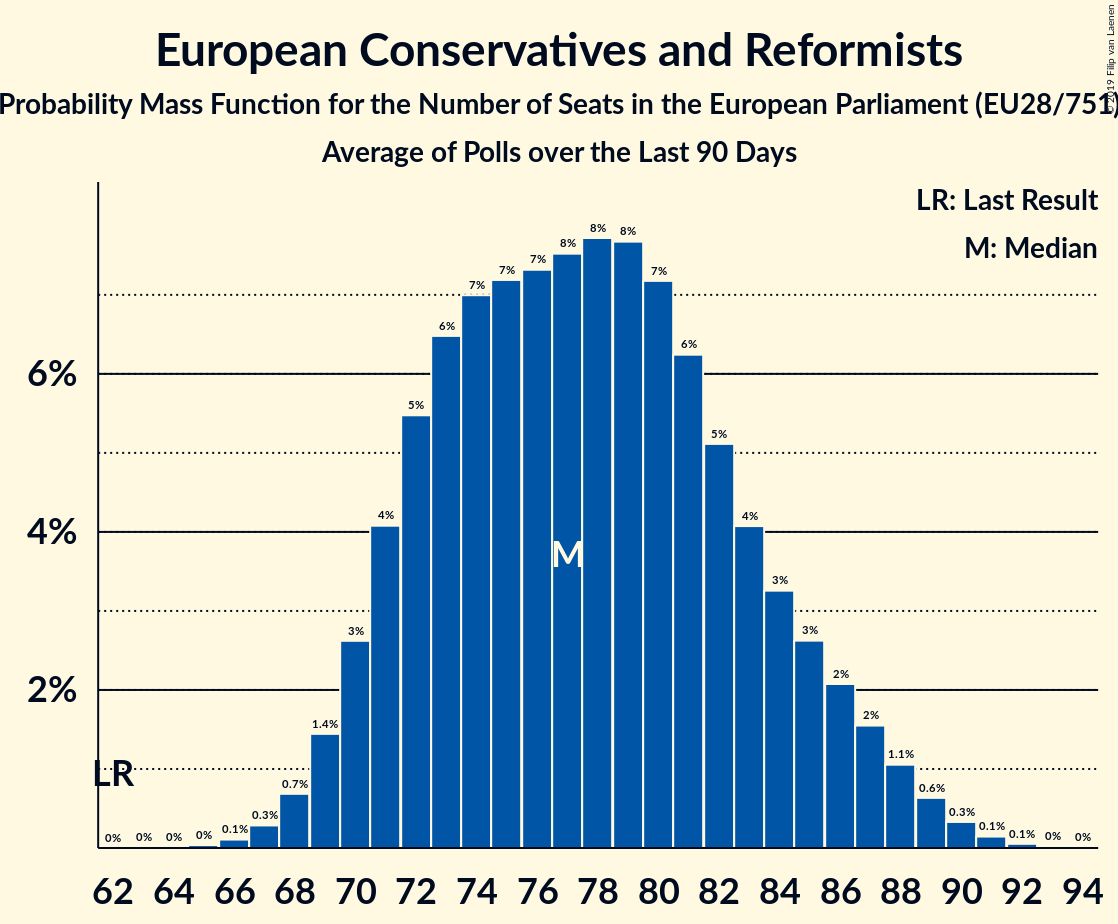 © 2019 Filip van Laenen
European Conservatives and Reformists
Probability Mass Function for the Number of Seats in the European Parliament (EU28/751)
Average of Polls over the Last 90 Days
LR: Last Result
M: Median
8% 8%
8%
7% 7% 7% 7%
6% 6%
6%
5% 5%
4% 4%
4%
M
3% 3%
3%
2%
2%
2%
1.4%
1.1%
LR
0.7% 0.6%
0.3% 0.3%
0% 0% 0% 0% 0.1% 0.1% 0.1% 0% 0%
62 64 66 68 70 72 74 76 78 80 82 84 86 88 90 92 94